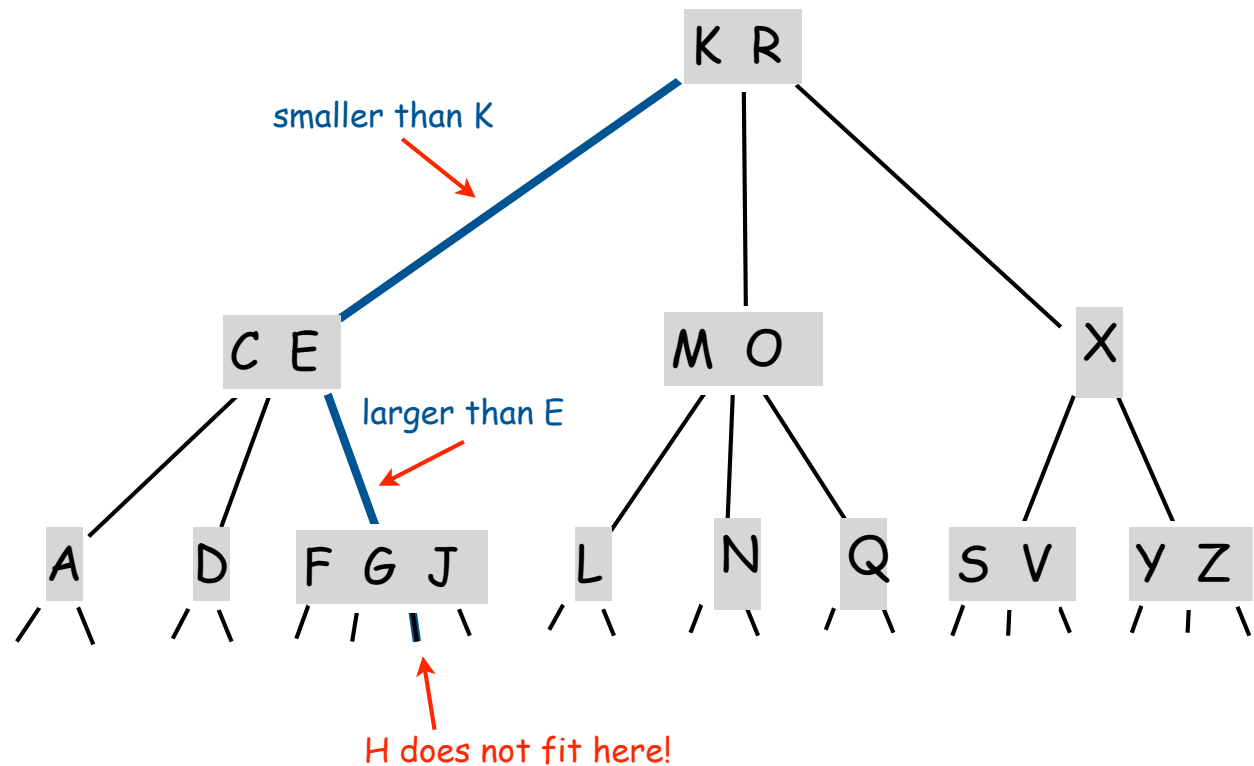 K R
smaller than K
C E
M O
X
larger than E
A
D
F G J
L
N
Q
S V
Y Z
H does not fit here!